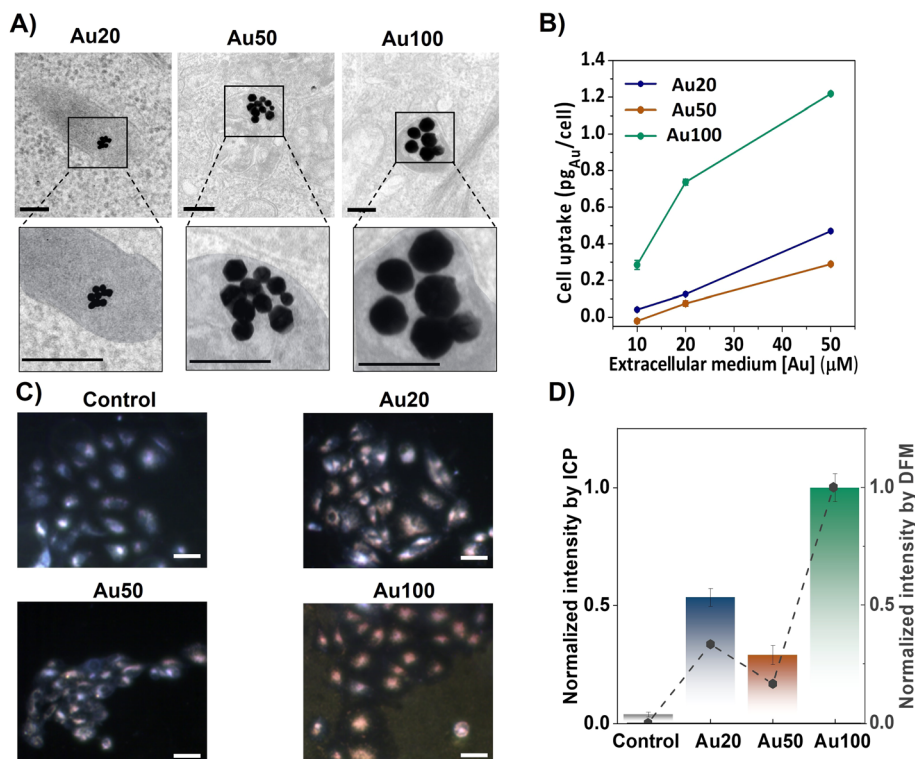 A)
Au20 Au50 Au100
B)
Cell uptake (pgAu/cell)
1.4
1.2
1.0
0.8
0.6
0.4
0.2
0.0
Au20
Au50
Au100
10 20 30 40 50
Extracellular medium [Au] (μM)
C)
Control Au20
Au50 Au100
D)
Normalized intensity by ICP
1.0
0.5
0.0
1.0
0.5
0.0
Normalized intensity by DFM
Control Au20 Au50 Au100